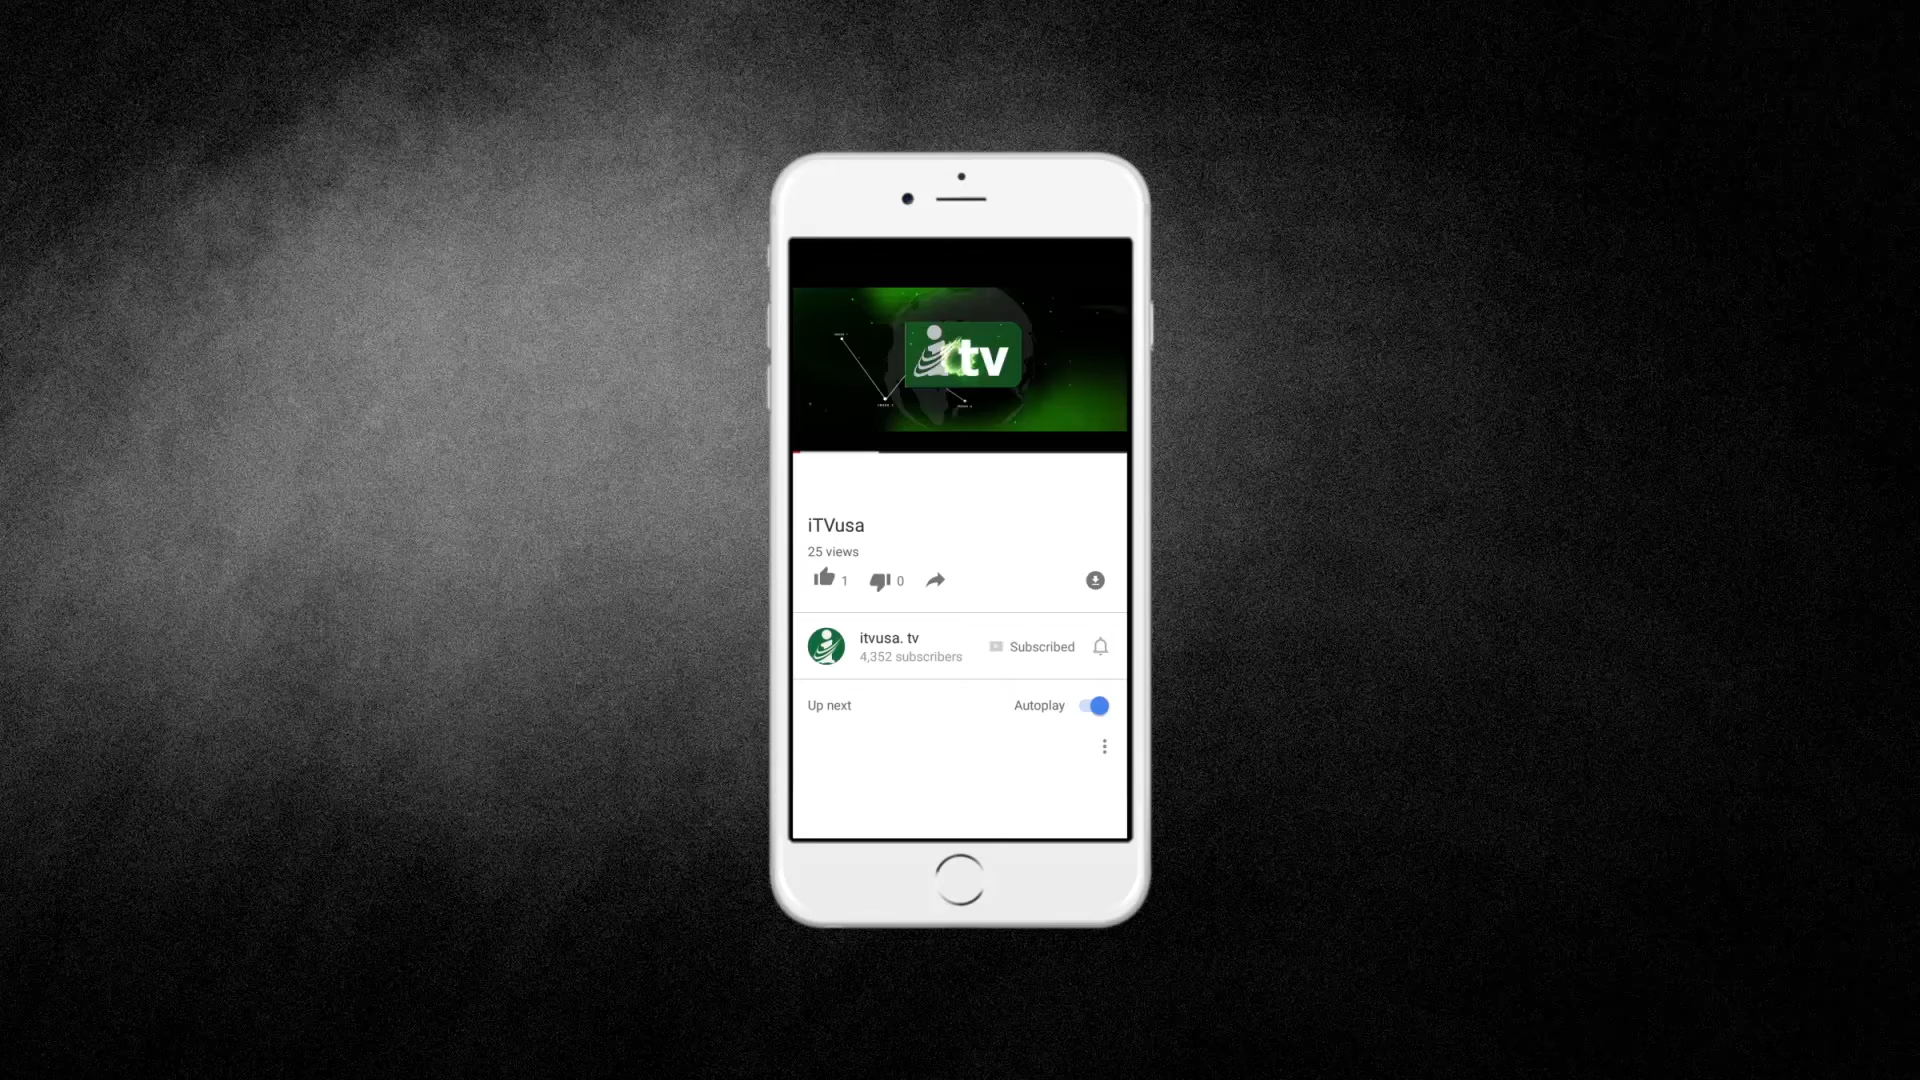 itv
iTVusa
25 views
1
0
itvusa. tv
4,352 subscribers
Subscribed
Up next
Autoplay